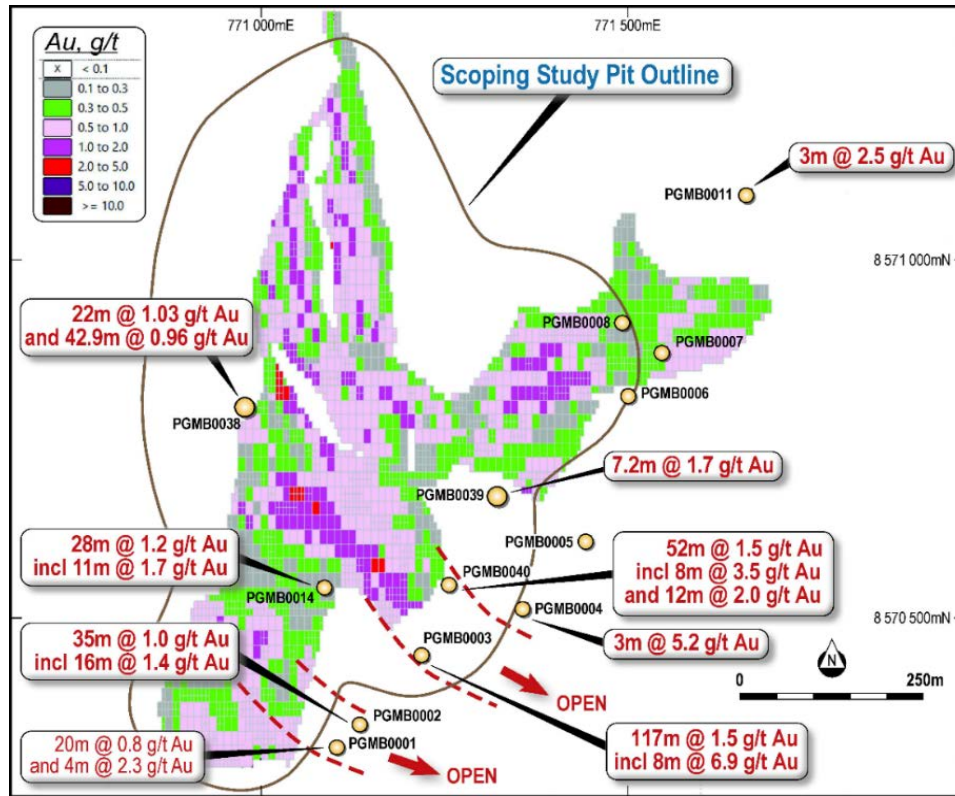 771 000mE
771 500mE
Au, g/t
x < 0.1
0.1 to 0.3
0.3 to 0.5
0.5 to 1.0
1.0 to 2.0
2.0 to 5.0
5.0 to 10.0
>= 10.0
Scoping Study Pit Outline
3m @ 2.5 g/t Au
PGMB0011
8 571 000mN
22m @ 1.03 g/t Au
and 42.9m @ 0.96 g/t Au
PGMB0008
PGMB0007
PGMB0006
PGMB0038
7.2m @ 1.7 g/t Au
PGMB0039
PGMB0005
28m @ 1.2 g/t Au
incl 11m @ 1.7 g/t Au
52m @ 1.5 g/t Au
incl 8m @ 3.5 g/t Au
and 12m @ 2.0 g/t Au
PGMB0040
PGMB0014
PGMB0004
8 570 500mN
35m @ 1.0 g/t Au
incl 16m @ 1.4 g/t Au
PGMB0003
3m @ 5.2 g/t Au
N
0
250m
OPEN
PGMB0002
PGMB0001
20m @ 0.8 g/t Au
and 4m @ 2.3 g/t Au
OPEN
117m @ 1.5 g/t Au
incl 8m @ 6.9 g/t Au